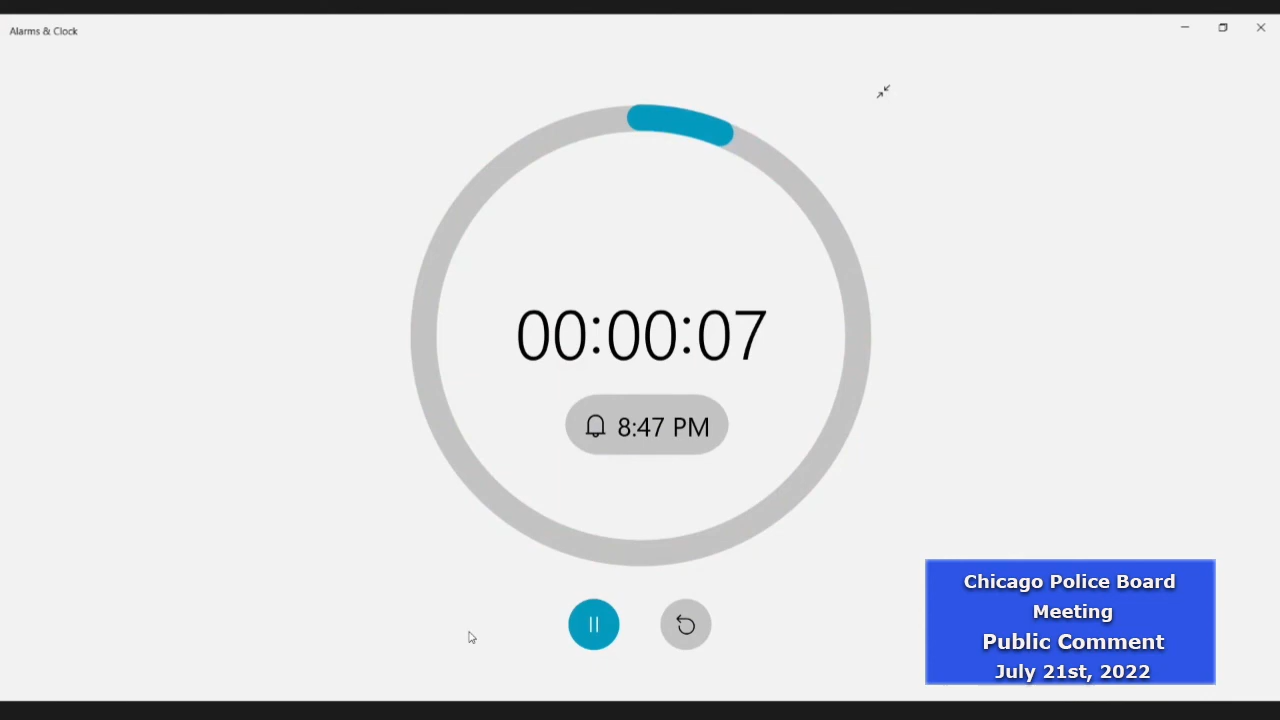 Alarms & Clock
00:00:07
8:47 PM
Chicago Police Board
Meeting
Public Comment
July 21st, 2022